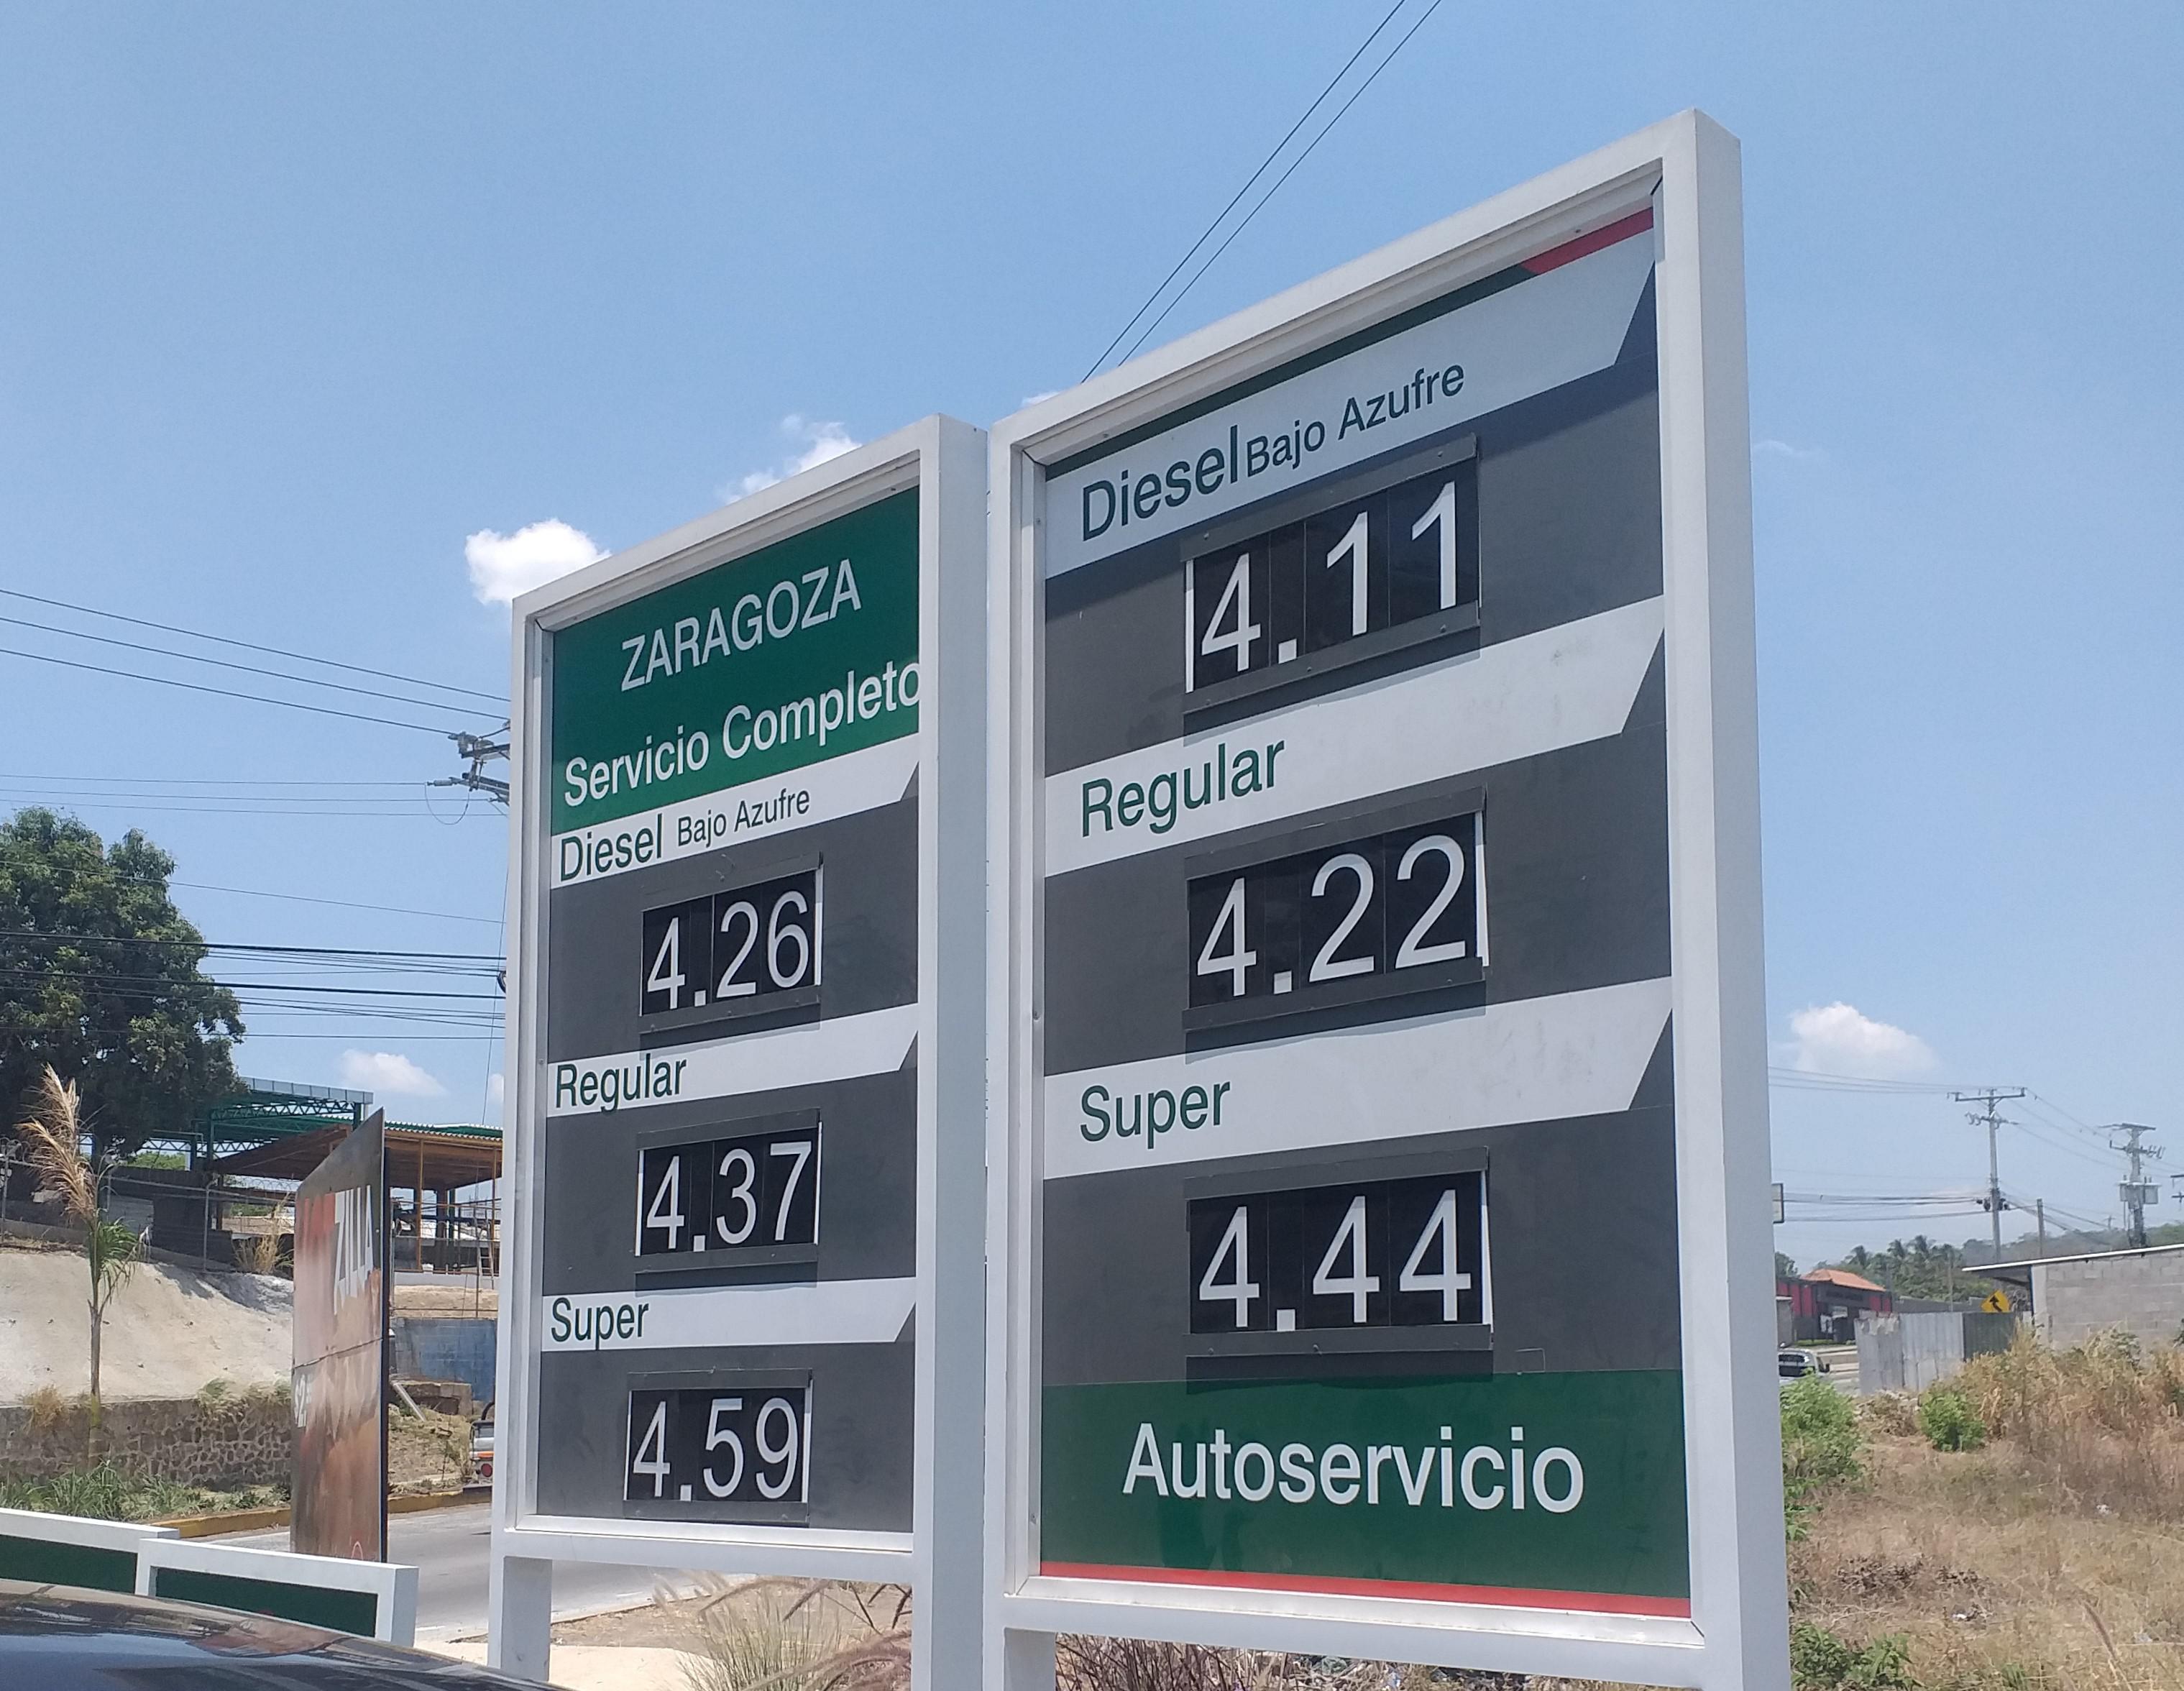 ZARAGOZA
Servicio Completo
Diesel Bajo Azufre
4.26
Regular
4.37
Super
4.59
Diesel Bajo Azufre
4.11
Regular
4.22
Super
4.44
Autoservicio